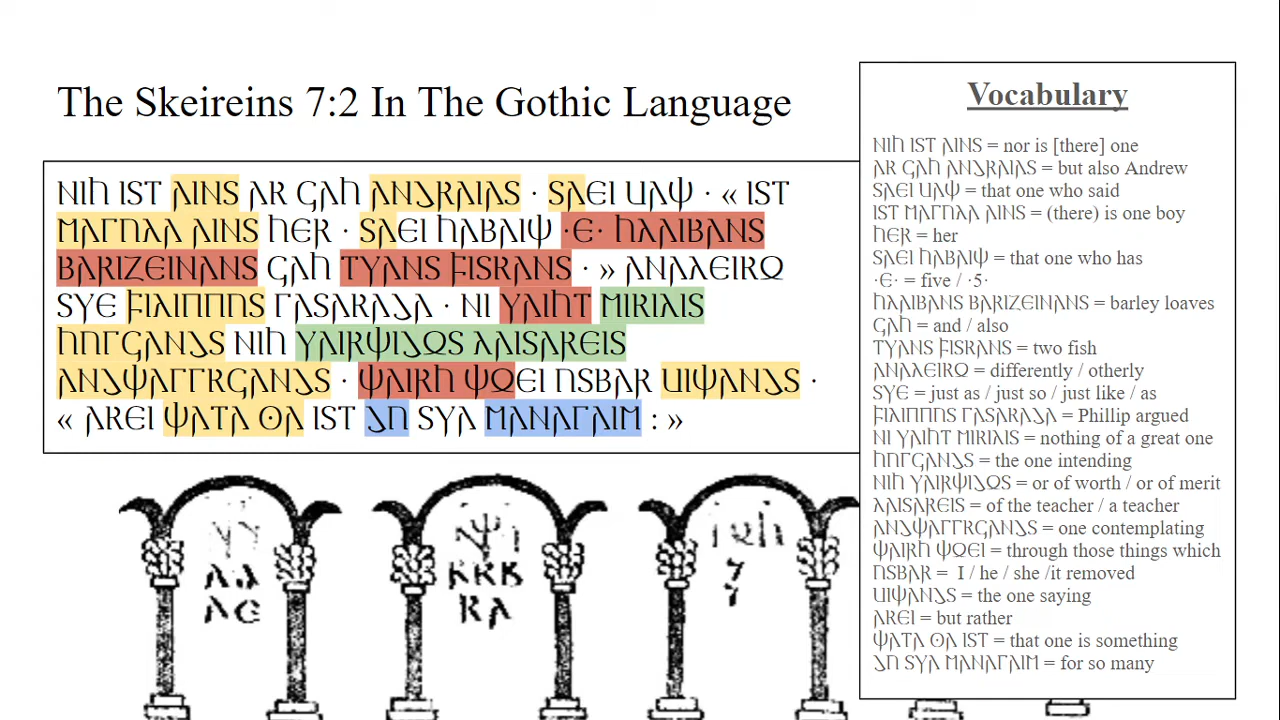 The Skeireins 7:2 In The Gothic Language
𐌽𐌹𐌷 𐌹𐍃𐍄 𐌰𐌹𐌽𐍃 𐌰𐌺 𐌾𐌰𐌷 𐌰𐌽𐌳𐍂𐌰𐌹𐌰𐍃 · 𐍃𐌰𐌴𐌹 𐌵𐌰𐌸 · « 𐌹𐍃𐍄
𐌼𐌰𐌲𐌿𐌻𐌰 𐌰𐌹𐌽𐍃 𐌷𐌴𐍂 · 𐍃𐌰𐌴𐌹 𐌷𐌰𐌱𐌰𐌹𐌸 ·𐌴· 𐌷𐌻𐌰𐌹𐌱𐌰𐌽𐍃
𐌱𐌰𐍂𐌹𐌶𐌴𐌹𐌽𐌰𐌽𐍃 𐌾𐌰𐌷 𐍄𐍅𐌰𐌽𐍃 𐍆𐌹𐍃𐌺𐌰𐌽𐍃 · » 𐌰𐌽𐌰𐌻𐌴𐌹𐌺𐍉
𐍃𐍅𐌴 𐍆𐌹𐌻𐌹𐍀𐍀𐌿𐍃 𐌲𐌰𐍃𐌰𐌺𐌰𐌳𐌰 · 𐌽𐌹 𐍅𐌰𐌹𐌷𐍄 𐌼𐌹𐌺𐌹𐌻𐌹𐍃
𐌷𐌿𐌲𐌾𐌰𐌽𐌳𐍃 𐌽𐌹𐌷 𐍅𐌰𐌹𐍂𐌸𐌹𐌳𐍉𐍃 𐌻𐌰𐌹𐍃𐌰𐍂𐌴𐌹𐍃
𐌰𐌽𐌳𐌸𐌰𐌲𐌲𐌺𐌾𐌰𐌽𐌳𐍃 · 𐌸𐌰𐌹𐍂𐌷 𐌸𐍉𐌴𐌹 𐌿𐍃𐌱𐌰𐍂 𐌵𐌹𐌸𐌰𐌽𐌳𐍃 ·
« 𐌰𐌺𐌴𐌹 𐌸𐌰𐍄𐌰 𐍈𐌰 𐌹𐍃𐍄 𐌳𐌿 𐍃𐍅𐌰 𐌼𐌰𐌽𐌰𐌲𐌰𐌹𐌼 : »
Vocabulary
𐌽𐌹𐌷 𐌹𐍃𐍄 𐌰𐌹𐌽𐍃 = nor is [there] one
𐌰𐌺 𐌾𐌰𐌷 𐌰𐌽𐌳𐍂𐌰𐌹𐌰𐍃 = but also Andrew
𐍃𐌰𐌴𐌹 𐌵𐌰𐌸 = that one who said
𐌹𐍃𐍄 𐌼𐌰𐌲𐌿𐌻𐌰 𐌰𐌹𐌽𐍃 = (there) is one boy
𐌷𐌴𐍂 = her
𐍃𐌰𐌴𐌹 𐌷𐌰𐌱𐌰𐌹𐌸 = that one who has
·𐌴· = five / ·5·
𐌷𐌻𐌰𐌹𐌱𐌰𐌽𐍃 𐌱𐌰𐍂𐌹𐌶𐌴𐌹𐌽𐌰𐌽𐍃 = barley loaves
𐌾𐌰𐌷 = and / also
𐍄𐍅𐌰𐌽𐍃 𐍆𐌹𐍃𐌺𐌰𐌽𐍃 = two fish
𐌰𐌽𐌰𐌻𐌴𐌹𐌺𐍉 = differently / otherly
𐍃𐍅𐌴 = just as / just so / just like / as
𐍆𐌹𐌻𐌹𐍀𐍀𐌿𐍃 𐌲𐌰𐍃𐌰𐌺𐌰𐌳𐌰 = Phillip argued
𐌽𐌹 𐍅𐌰𐌹𐌷𐍄 𐌼𐌹𐌺𐌹𐌻𐌹𐍃 = nothing of a great one
𐌷𐌿𐌲𐌾𐌰𐌽𐌳𐍃 = the one intending
𐌽𐌹𐌷 𐍅𐌰𐌹𐍂𐌸𐌹𐌳𐍉𐍃 = or of worth / or of merit
𐌻𐌰𐌹𐍃𐌰𐍂𐌴𐌹𐍃 = of the teacher / a teacher
𐌰𐌽𐌳𐌸𐌰𐌲𐌲𐌺𐌾𐌰𐌽𐌳𐍃 = one contemplating
𐌸𐌰𐌹𐍂𐌷 𐌸𐍉𐌴𐌹 = through those things which
𐌿𐍃𐌱𐌰𐍂 = I / he / she /it removed
𐌵𐌹𐌸𐌰𐌽𐌳𐍃 = the one saying
𐌰𐌺𐌴𐌹 = but rather
𐌸𐌰𐍄𐌰 𐍈𐌰 𐌹𐍃𐍄 = that one is something
𐌳𐌿 𐍃𐍅𐌰 𐌼𐌰𐌽𐌰𐌲𐌰𐌹𐌼 = for so many